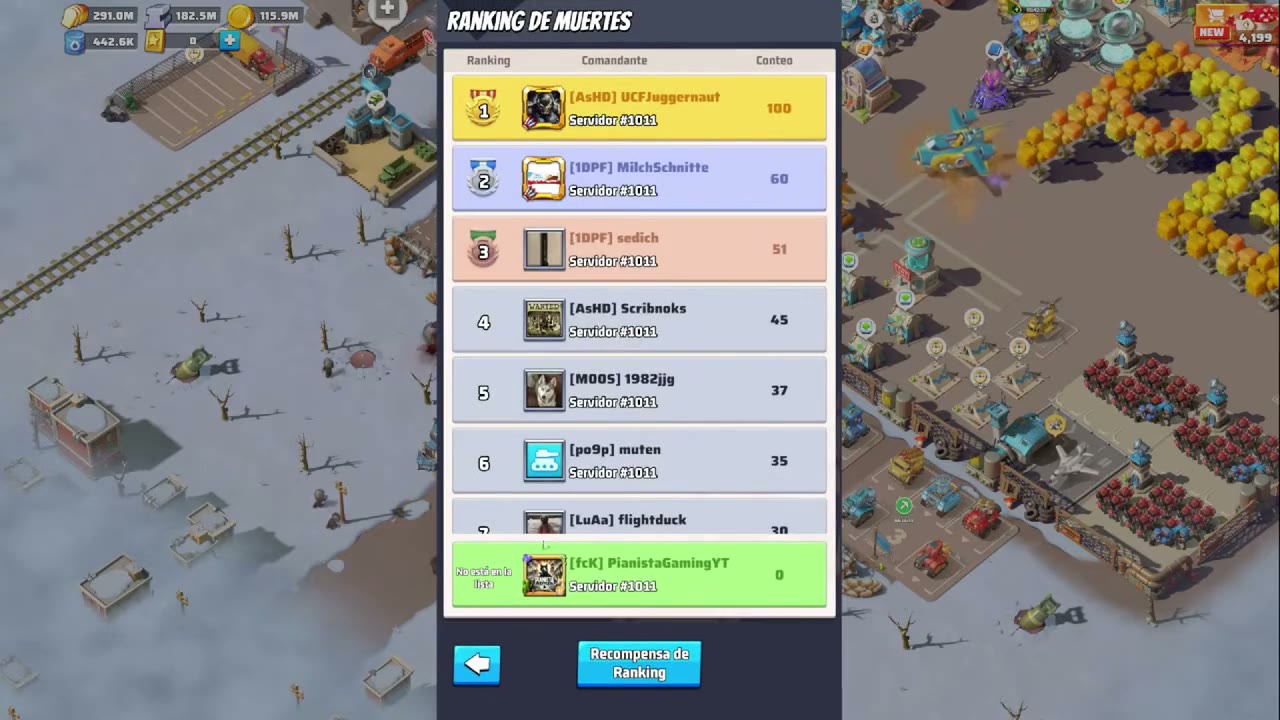 291.0M 182.5M 115.9M
442.6K 0
NEW 4,199
RANKING DE MUERTES
Ranking Comandante Conteo
1 [AsHD] UCFJuggernaut 100
Servidor #1011
2 [1DPF] MilchSchnitte 60
Servidor #1011
3 [1DPF] sedich 51
Servidor #1011
4 [AsHD] Scribnoks 45
Servidor #1011
5 [M00S] 1982jjg 37
Servidor #1011
6 [po9p] muten 35
Servidor #1011
7 [LuAa] flightduck 30
No está en la lista
[fcK] PianistaGamingYT 0
Servidor #1011
Recompensa de
Ranking